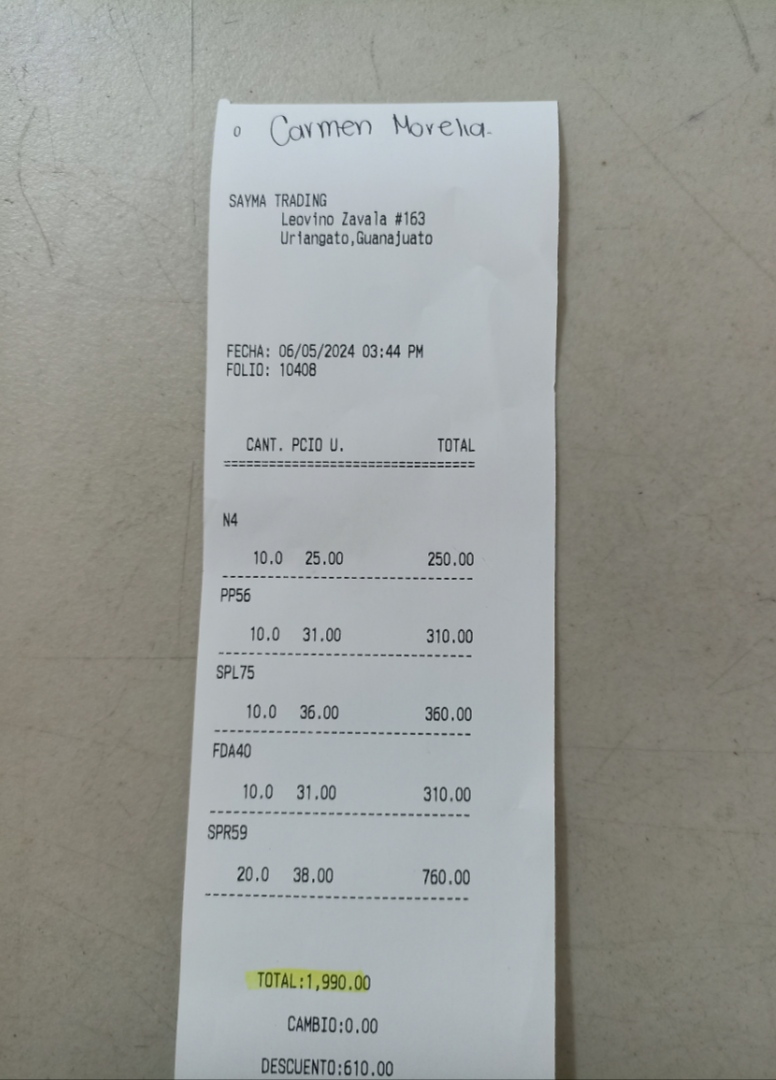 0 Carmen Morelia.
SAYMA TRADING
Leovino Zavala #163
Uriangato,Guanajuato
FECHA: 06/05/2024 03:44 PM
FOLIO: 10408
CANT. PCIO U. TOTAL
==================================
N4
10.0 25.00 250.00
----------------------------------
PP56
10.0 31.00 310.00
----------------------------------
SPL75
10.0 36.00 360.00
----------------------------------
FDA40
10.0 31.00 310.00
----------------------------------
SPR59
20.0 38.00 760.00
----------------------------------
TOTAL:1,990.00
CAMBIO:0.00
DESCUENTO:610.00